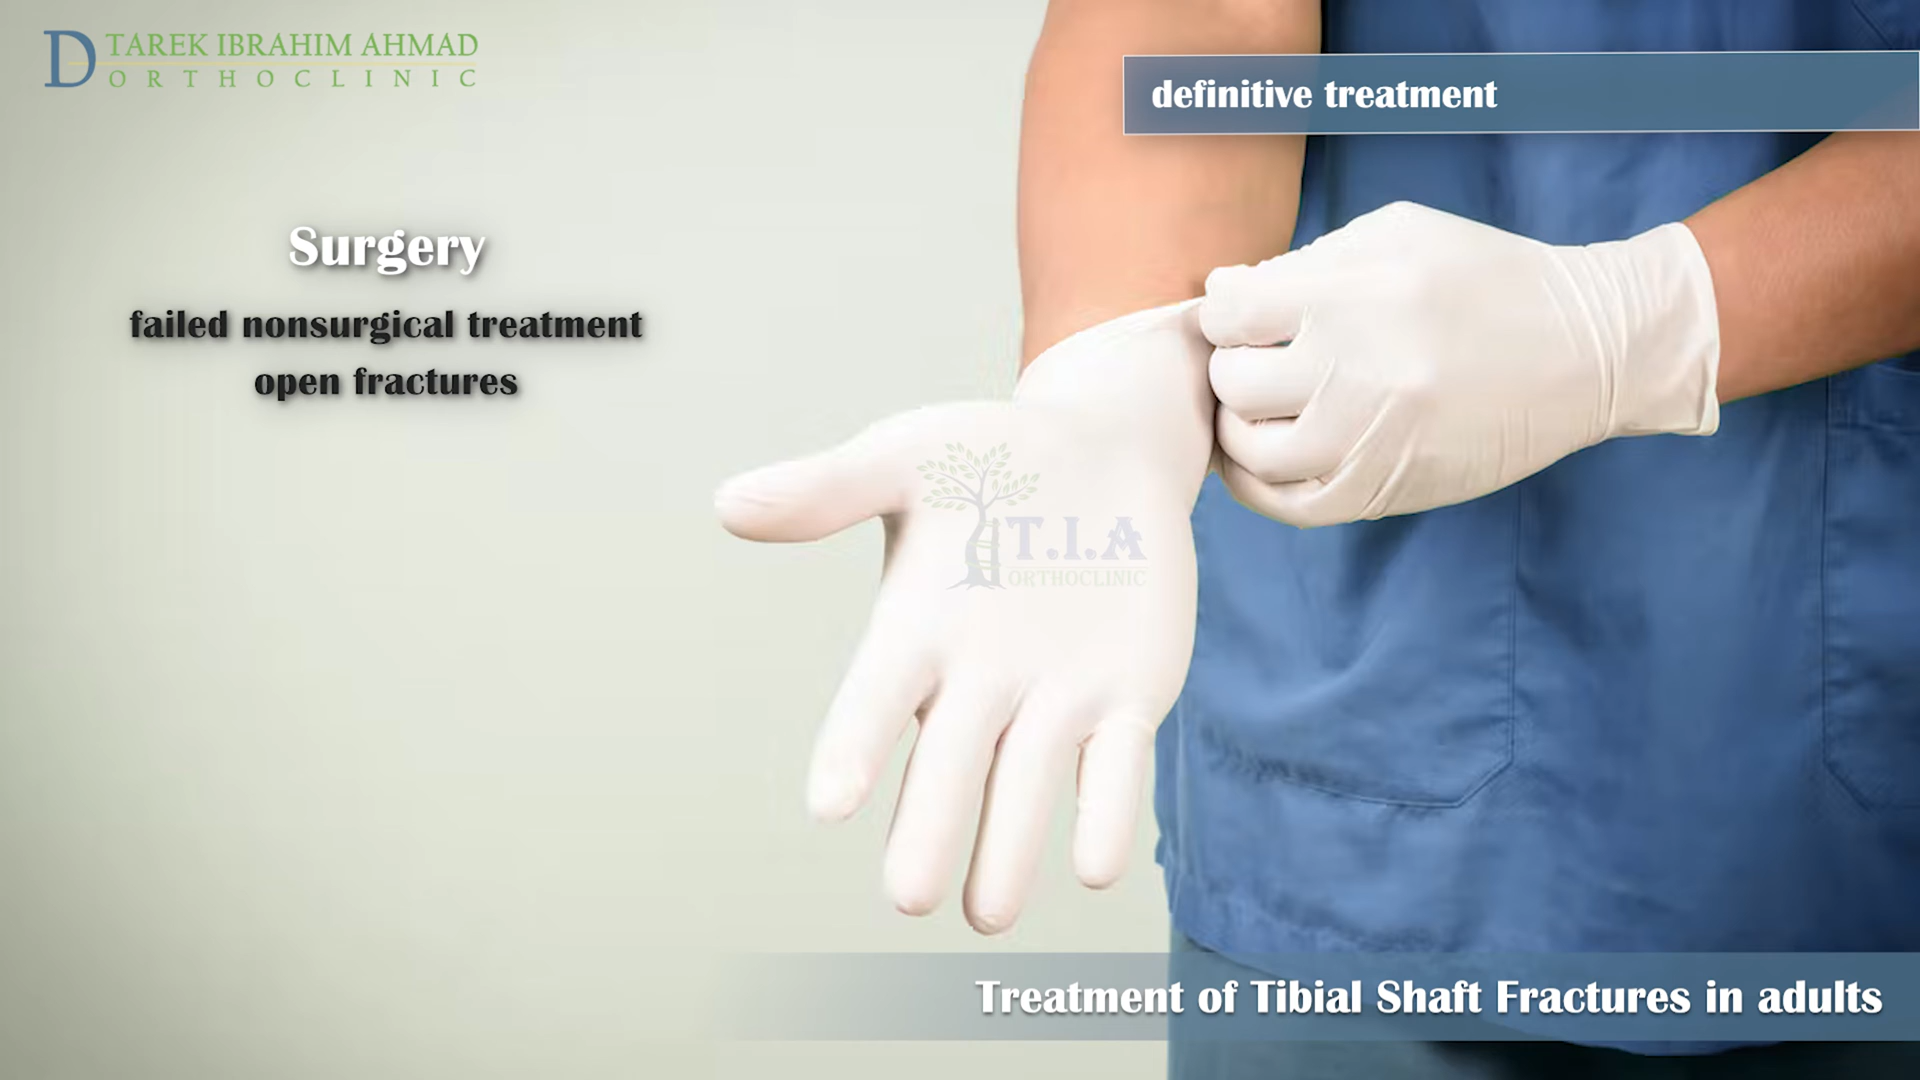 D TAREK IBRAHIM AHMAD
ORTHOCLINIC
definitive treatment
Surgery
failed nonsurgical treatment
open fractures
T.I.A
ORTHOCLINIC
Treatment of Tibial Shaft Fractures in adults